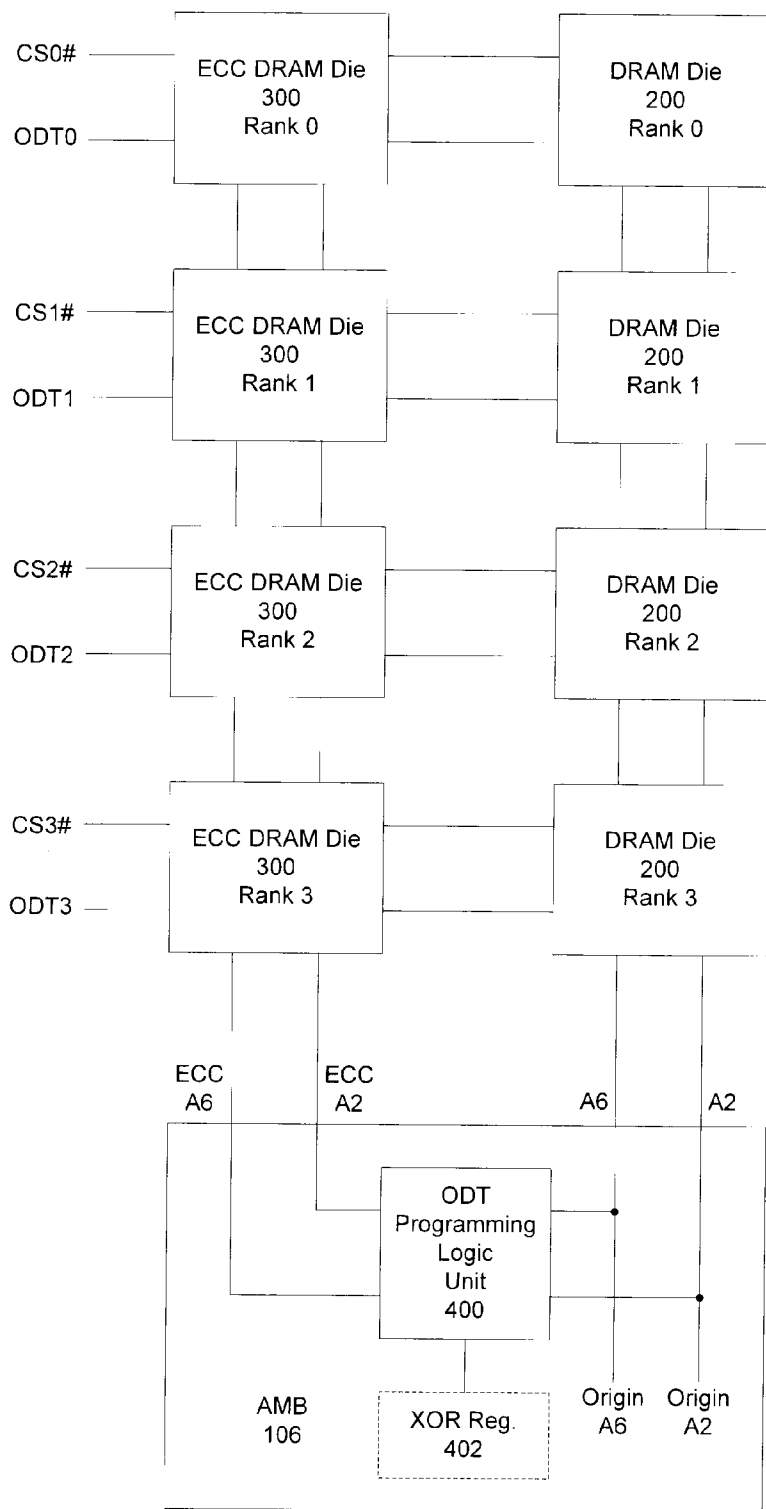 CS0#
ECC DRAM Die
300
Rank 0
DRAM Die
200
Rank 0
ODT0
CS1#
ECC DRAM Die
300
Rank 1
DRAM Die
200
Rank 1
ODT1
CS2#
ECC DRAM Die
300
Rank 2
DRAM Die
200
Rank 2
ODT2
CS3#
ECC DRAM Die
300
Rank 3
DRAM Die
200
Rank 3
ODT3
ECC
A6
ECC
A2
A6
A2
ODT
Programming
Logic
Unit
400
AMB
106
XOR Reg.
402
Origin
A6
Origin
A2